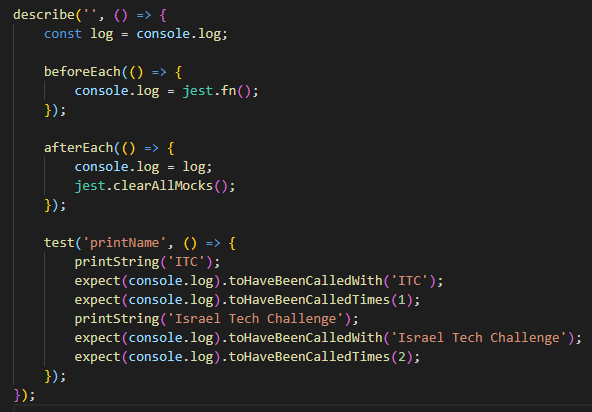 describe('', () => {
    const log = console.log;

    beforeEach(() => {
        console.log = jest.fn();
    });

    afterEach(() => {
        console.log = log;
        jest.clearAllMocks();
    });

    test('printName', () => {
        printString('ITC');
        expect(console.log).toHaveBeenCalledWith('ITC');
        expect(console.log).toHaveBeenCalledTimes(1);
        printString('Israel Tech Challenge');
        expect(console.log).toHaveBeenCalledWith('Israel Tech Challenge');
        expect(console.log).toHaveBeenCalledTimes(2);
    });
});